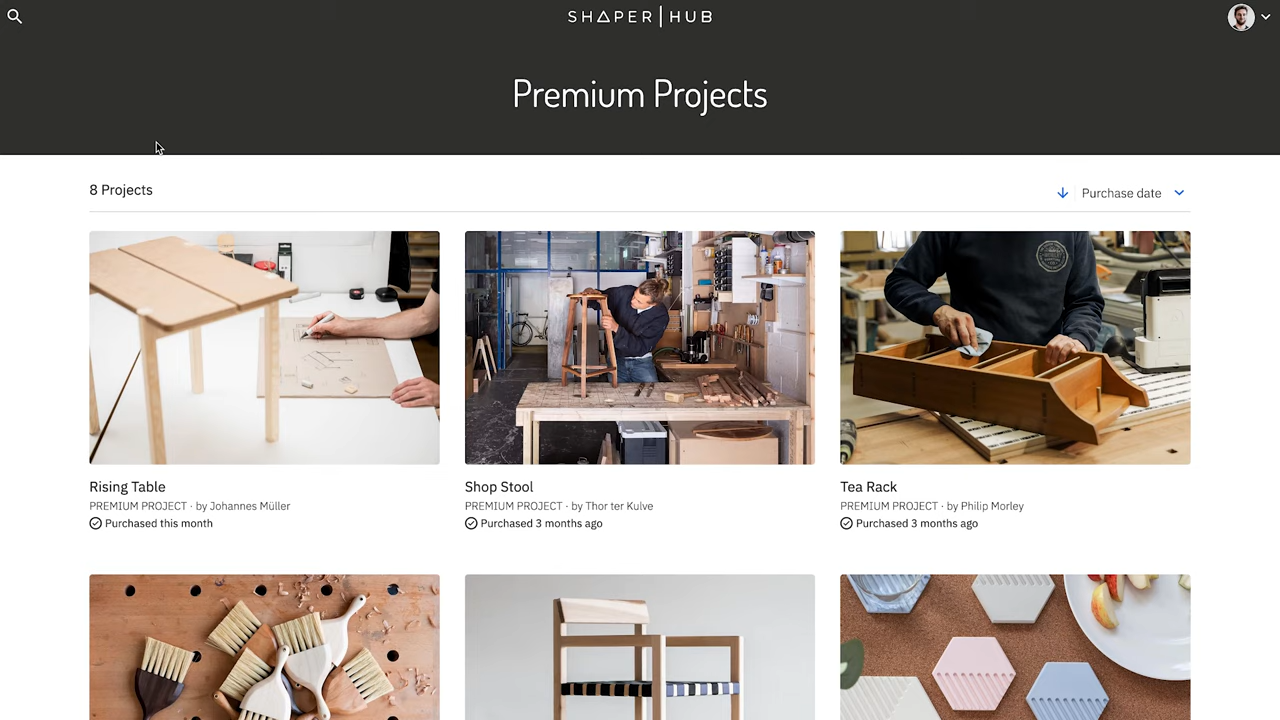 SHAPER|HUB
Premium Projects
8 Projects
Purchase date
Rising Table
PREMIUM PROJECT · by Johannes Müller
Purchased this month
Shop Stool
PREMIUM PROJECT · by Thor ter Kulve
Purchased 3 months ago
Tea Rack
PREMIUM PROJECT · by Philip Morley
Purchased 3 months ago